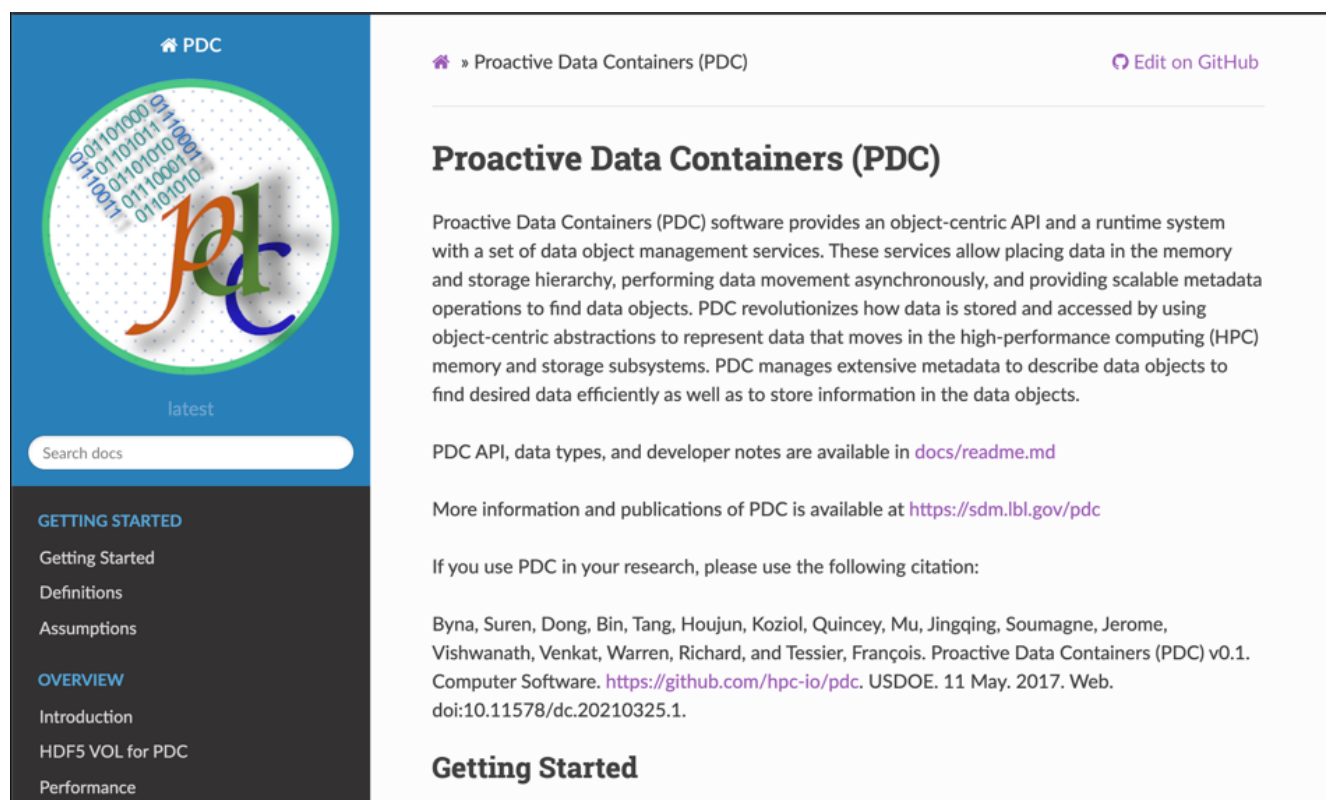 PDC
01101000
01101011
01110001
01101010
01110001
01101010
01110011
pdc
latest
Search docs
GETTING STARTED
Getting Started
Definitions
Assumptions
OVERVIEW
Introduction
HDF5 VOL for PDC
Performance
» Proactive Data Containers (PDC)
Edit on GitHub
Proactive Data Containers (PDC)
Proactive Data Containers (PDC) software provides an object-centric API and a runtime system
with a set of data object management services. These services allow placing data in the memory
and storage hierarchy, performing data movement asynchronously, and providing scalable metadata
operations to find data objects. PDC revolutionizes how data is stored and accessed by using
object-centric abstractions to represent data that moves in the high-performance computing (HPC)
memory and storage subsystems. PDC manages extensive metadata to describe data objects to
find desired data efficiently as well as to store information in the data objects.
PDC API, data types, and developer notes are available in docs/readme.md
More information and publications of PDC is available at https://sdm.lbl.gov/pdc
If you use PDC in your research, please use the following citation:
Byna, Suren, Dong, Bin, Tang, Houjun, Koziol, Quincey, Mu, Jingqing, Soumagne, Jerome,
Vishwanath, Venkat, Warren, Richard, and Tessier, François. Proactive Data Containers (PDC) v0.1.
Computer Software. https://github.com/hpc-io/pdc. USDOE. 11 May. 2017. Web.
doi:10.11578/dc.20210325.1.
Getting Started